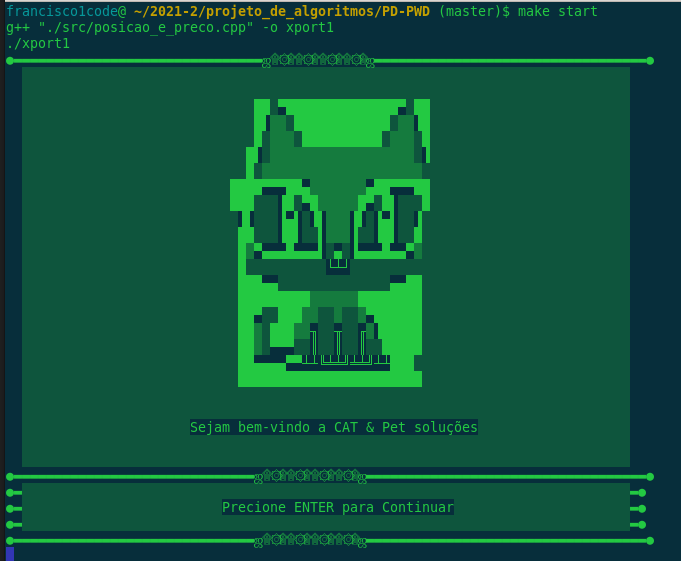 francisco1code@ ~/2021-2/projeto_de_algoritmos/PD-PWD (master)$ make start
g++ "./src/posicao_e_preco.cpp" -o xport1
./xport1
Sejam bem-vindo a CAT & Pet soluções
Precione ENTER para Continuar